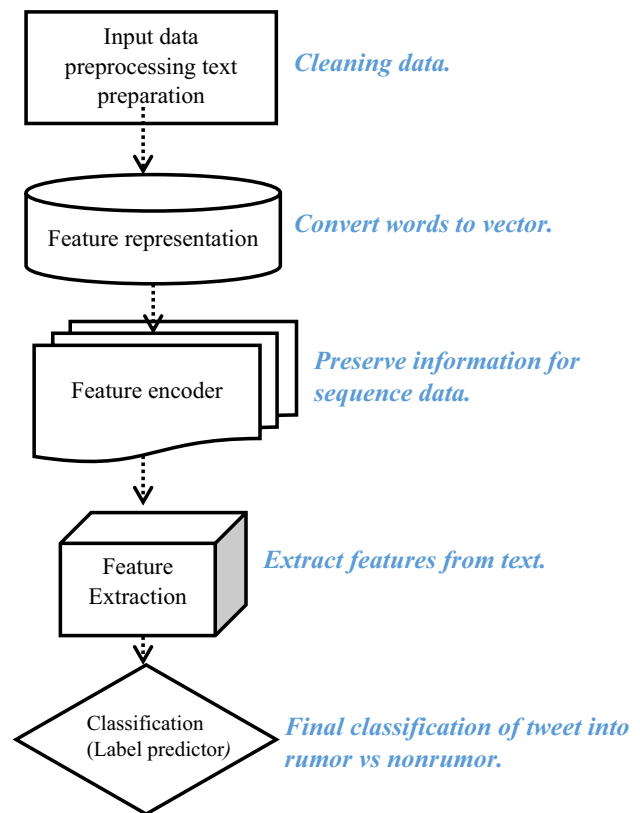 Input data
preprocessing text
preparation
Cleaning data.
Feature representation
Convert words to vector.
Feature encoder
Preserve information for
sequence data.
Feature
Extraction
Extract features from text.
Classification
(Label predictor)
Final classification of tweet into
rumor vs nonrumor.